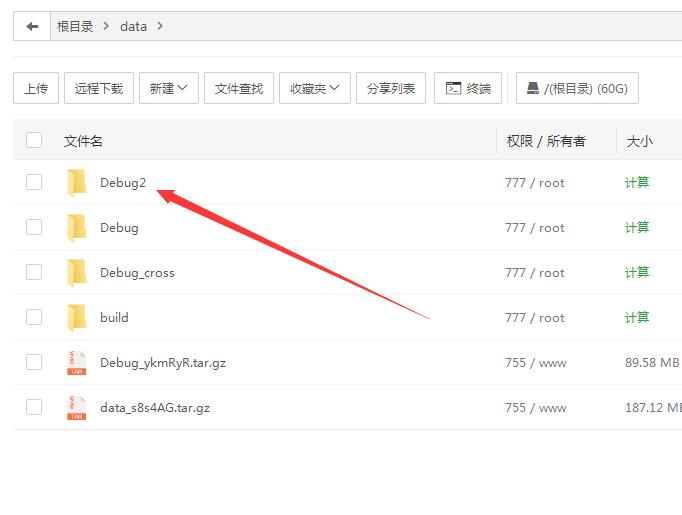 根目录 data
上传 远程下载 新建 文件查找 收藏夹 分享列表 终端 /(根目录) (60G)
文件名 权限 / 所有者 大小
Debug2 777 / root 计算
Debug 777 / root 计算
Debug_cross 777 / root 计算
build 777 / root 计算
Debug_ykmRyR.tar.gz 755 / www 89.58 MB
data_s8s4AG.tar.gz 755 / www 187.12 MB